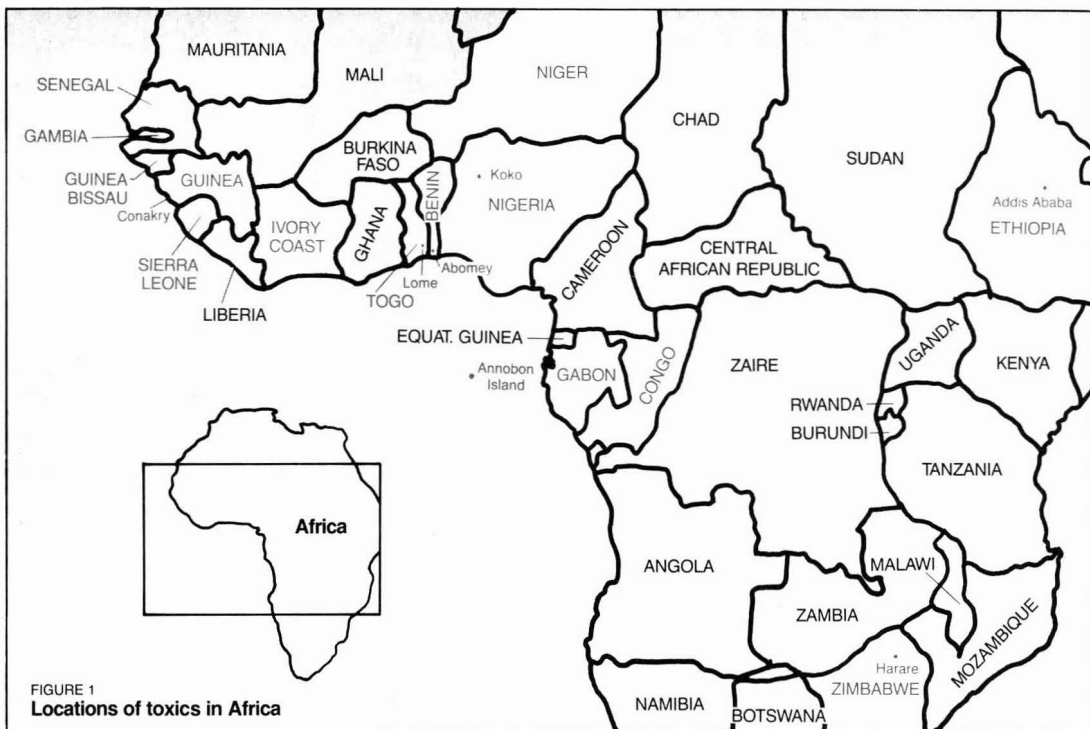 MAURITANIA
MALI
NIGER
CHAD
SUDAN
SENEGAL
GAMBIA
GUINEA
BISSAU
GUINEA
Conakry
SIERRA
LEONE
LIBERIA
IVORY
COAST
BURKINA
FASO
GHANA
TOGO
Lome
BENIN
Abomey
Koko
NIGERIA
CAMEROON
CENTRAL
AFRICAN REPUBLIC
Addis Ababa
ETHIOPIA
EQUAT. GUINEA
Annobon
Island
GABON
CONGO
ZAIRE
UGANDA
KENYA
RWANDA
BURUNDI
TANZANIA
Africa
ANGOLA
ZAMBIA
MALAWI
MOZAMBIQUE
Harare
ZIMBABWE
NAMIBIA
BOTSWANA
FIGURE 1
Locations of toxics in Africa